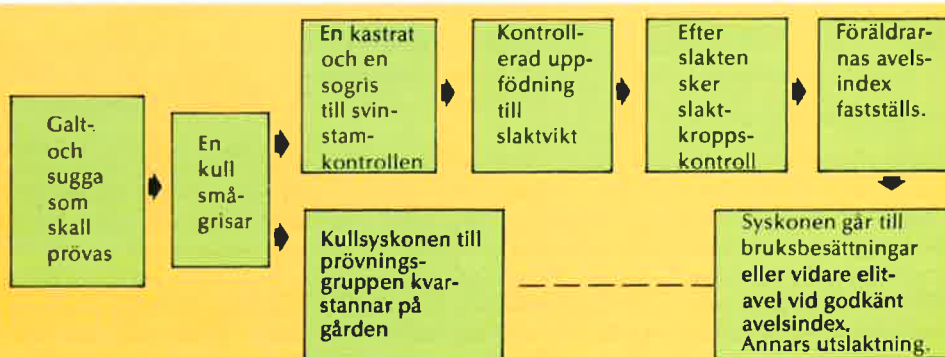 Galt-
och
sugga
som
skall
prövas
En
kull
små-
grisar
En kastrat
och en
sogris
till svin-
stam-
kontrollen
Kontroll-
erad upp-
födning
till
slaktvikt
Efter
slakten
sker
slakt-
kropps-
kontroll
Föräldrar-
nas avels-
index
fastställs.
Kullsyskonen till
prövnings-
gruppen kvar-
stannar på
gården
Syskonen går till
bruksbesättningar
eller vidare elit-
avel vid godkänt
avelsindex.
Annars utslaktning.